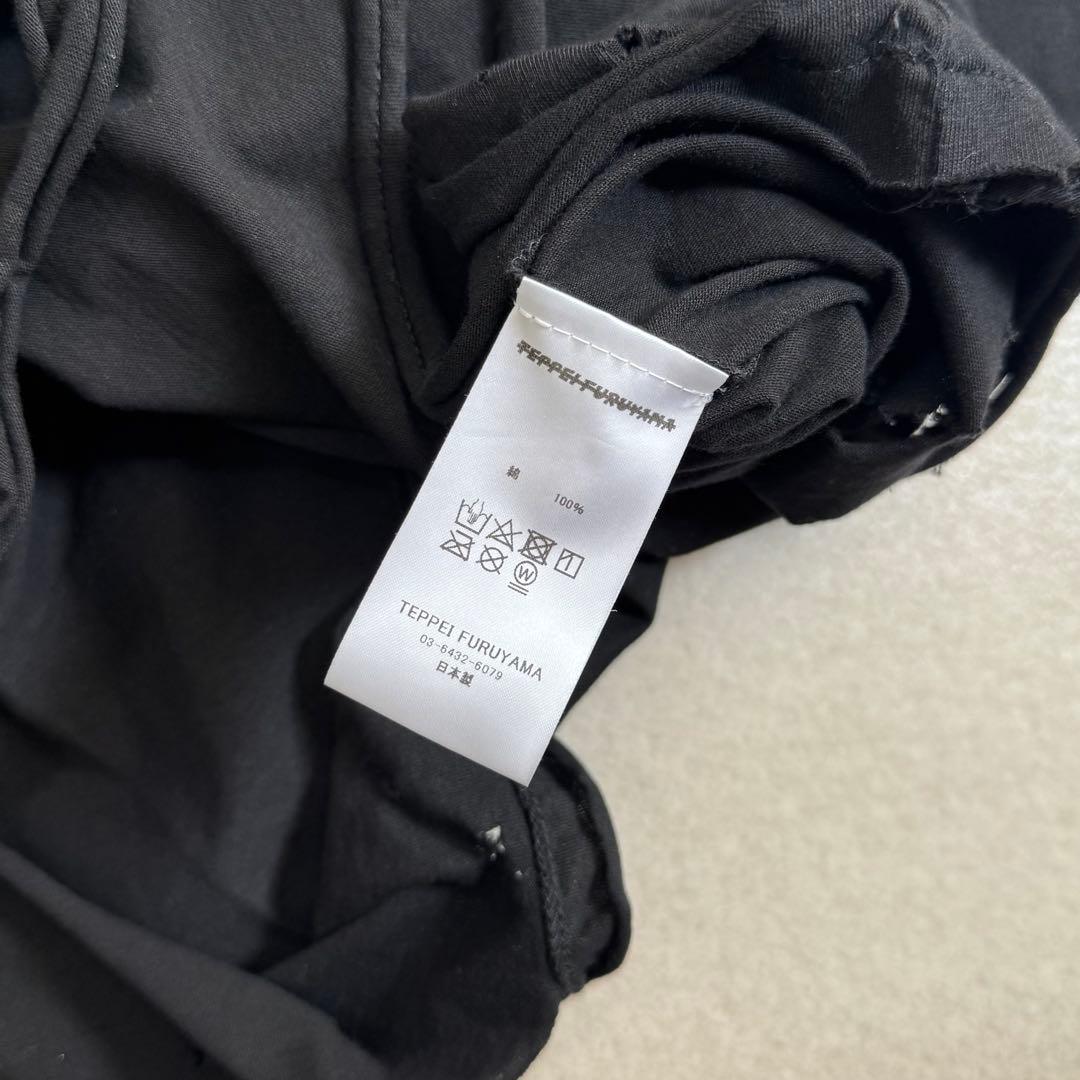 TEPPEI FURUYAMA
綿 100%
W
TEPPEI FURUYAMA
03-6432-6079
日本製